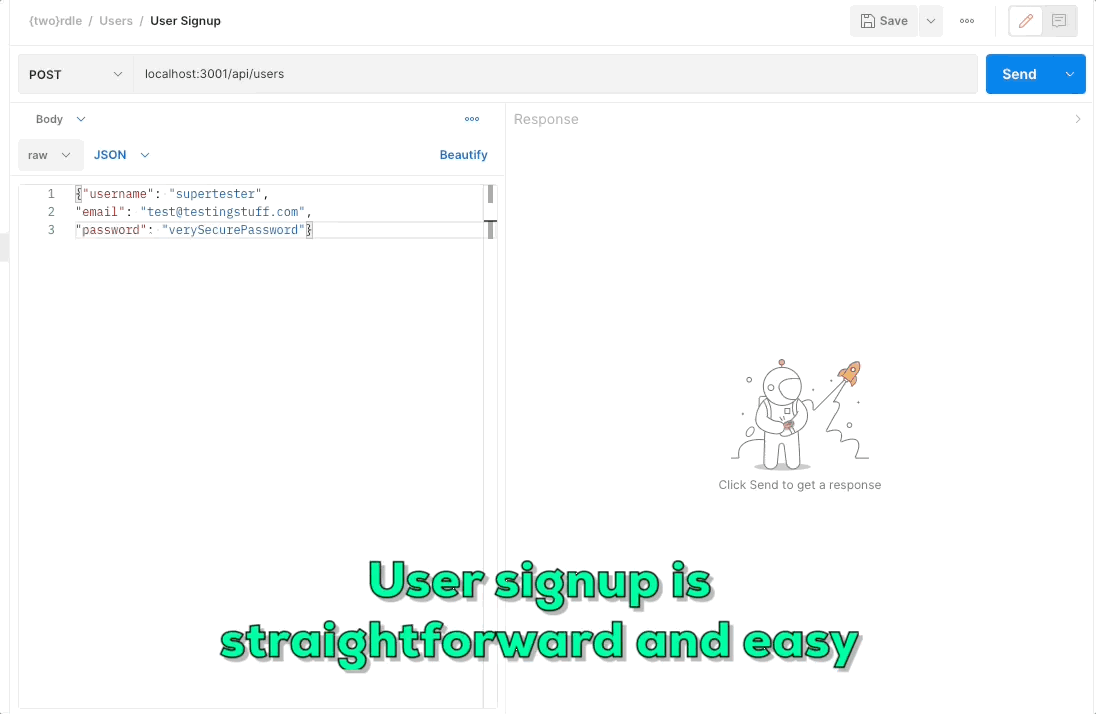 {two}rdle / Users / User Signup
Save
POST
localhost:3001/api/users
Send
Body
Response
raw
JSON
Beautify
1 {"username": "supertester",
2 "email": "test@testingstuff.com",
3 "password": "verySecurePassword"}
Click Send to get a response
User signup is
straightforward and easy